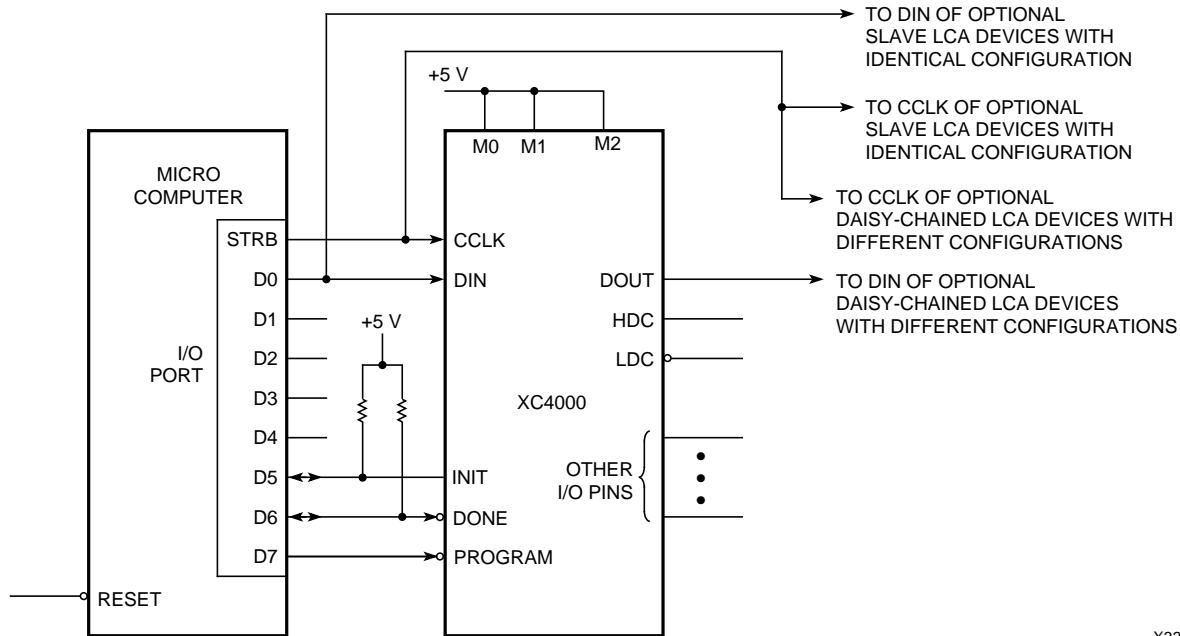 TO DIN OF OPTIONAL
SLAVE LCA DEVICES WITH
IDENTICAL CONFIGURATION
+5 V
TO CCLK OF OPTIONAL
SLAVE LCA DEVICES WITH
IDENTICAL CONFIGURATION
M0
M1
M2
MICRO
COMPUTER
TO CCLK OF OPTIONAL
DAISY-CHAINED LCA DEVICES WITH
DIFFERENT CONFIGURATIONS
STRB
CCLK
D0
DIN
DOUT
TO DIN OF OPTIONAL
DAISY-CHAINED LCA DEVICES
WITH DIFFERENT CONFIGURATIONS
D1
+5 V
HDC
I/O
PORT
D2
LDC
D3
XC4000
D4
D5
INIT
OTHER
I/O PINS
D6
DONE
D7
PROGRAM
RESET